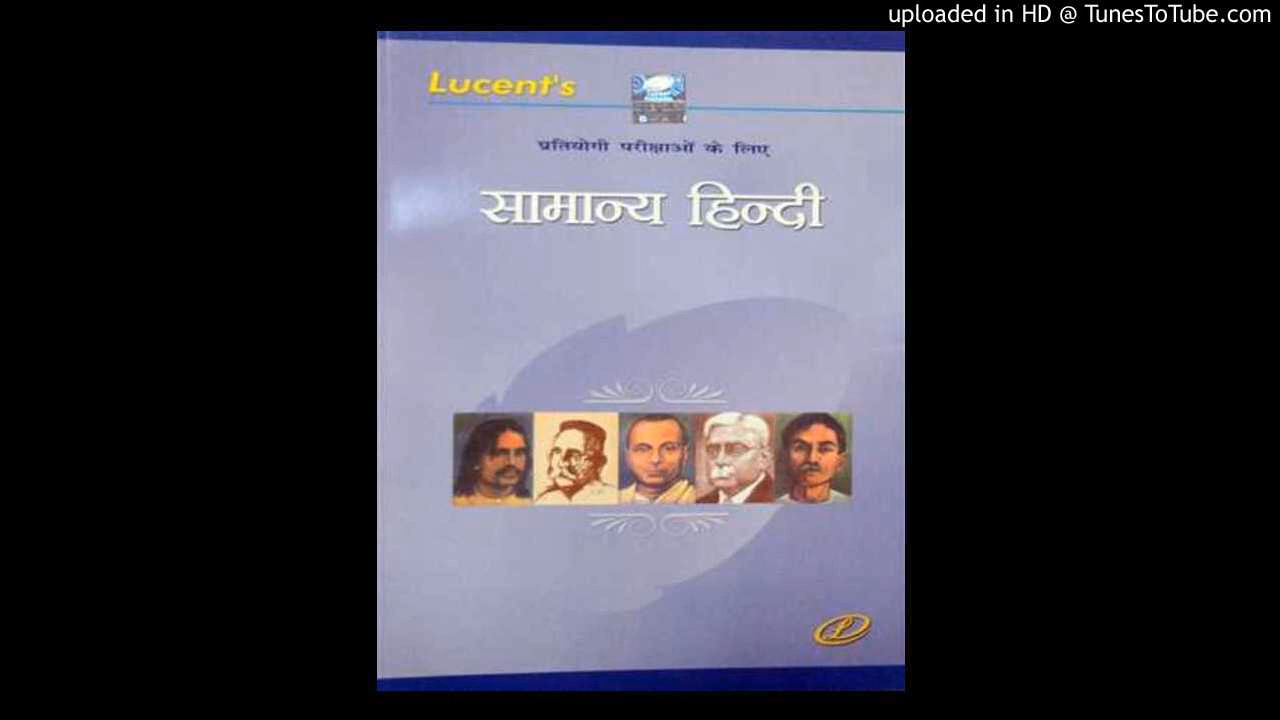 uploaded in HD @ TunesToTube.com
Lucent's
प्रतियोगी परीक्षाओं के लिए
सामान्य हिन्दी